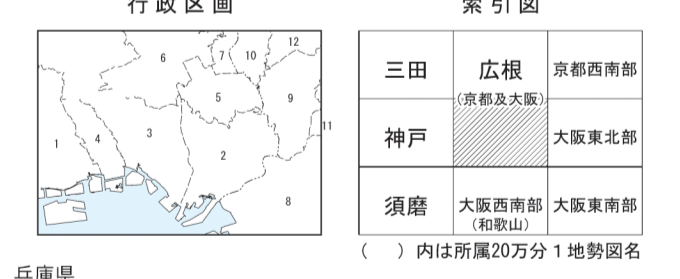 行政区画
索引図
6
7
10
12
5
9
11
1
4
3
2
8
三田
広根
(京都及大阪)
京都西南部
神戸
大阪東北部
須磨
大阪西南部
(和歌山)
大阪東南部
(　)内は所属20万分1地勢図名
兵庫県